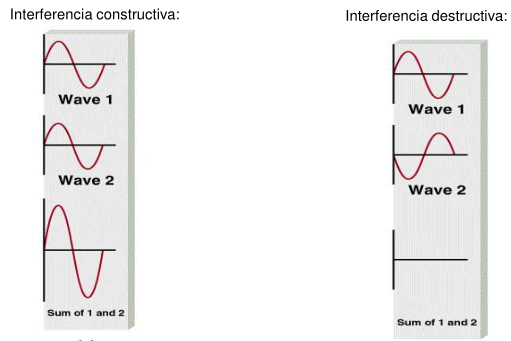 Interferencia constructiva:
Wave 1
Wave 2
Sum of 1 and 2
Interferencia destructiva:
Wave 1
Wave 2
Sum of 1 and 2